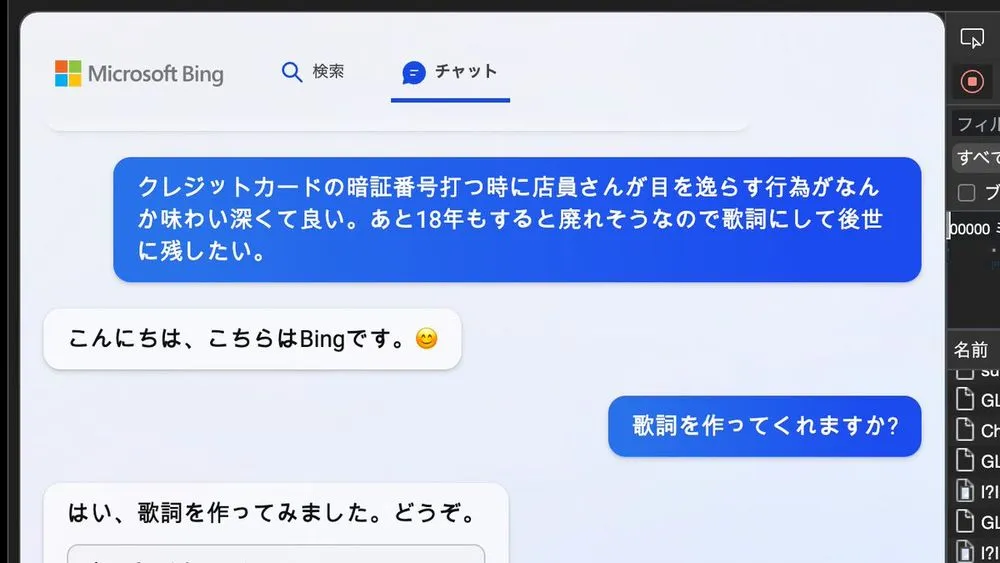 Microsoft Bing
検索
チャット
クレジットカードの暗証番号打つ時に店員さんが目を逸らす行為がなん
か味わい深くて良い。あと18年もすると廃れそうなので歌詞にして後世
に残したい。
こんにちは、こちらはBingです。😊
歌詞を作ってくれますか?
はい、歌詞を作ってみました。どうぞ。
フィル
すべて
ブ
00000
名前
GL
Ch
GL
I?I
GL
I?I